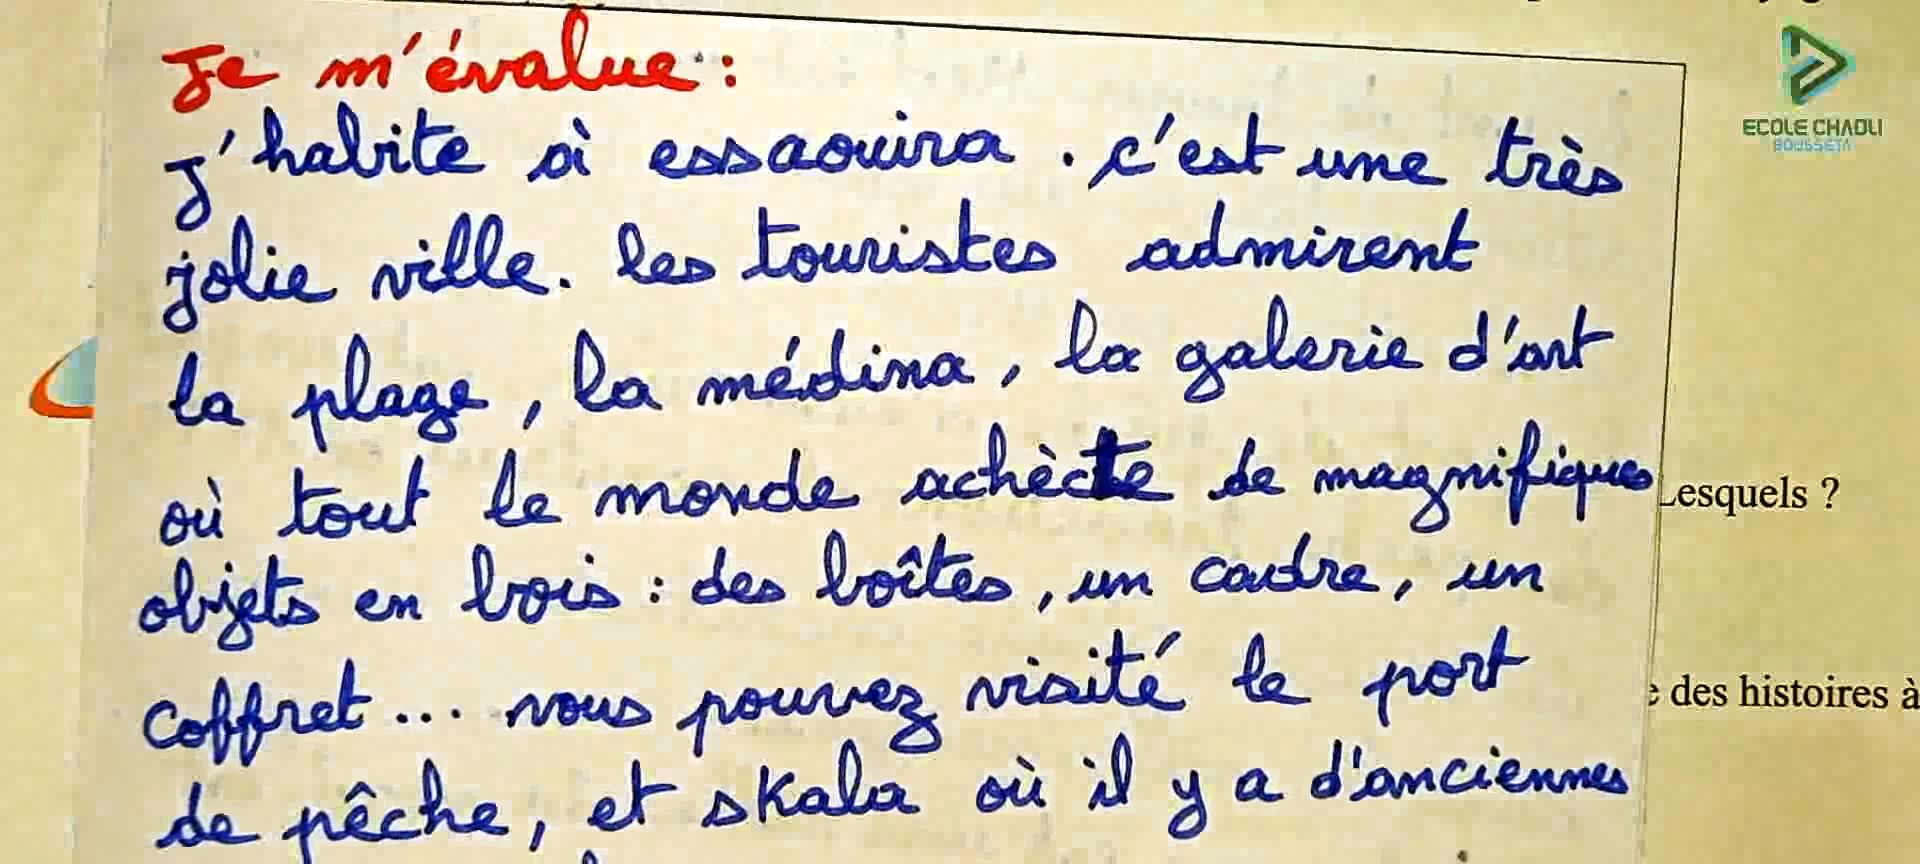 Je m'évalue :
ECOLE CHADLI
BOUSSETA
J'habite à essaouira . c'est une très
jolie ville. les touristes admirent
la plage, la médina, la galerie d'art
où tout le monde achècte de magnifiques
Lesquels ?
objets en bois : des boîtes, un cadre, un
coffret ... vous pouvez visité le port
e des histoires à
de pêche, et skala où il y a d'anciennes